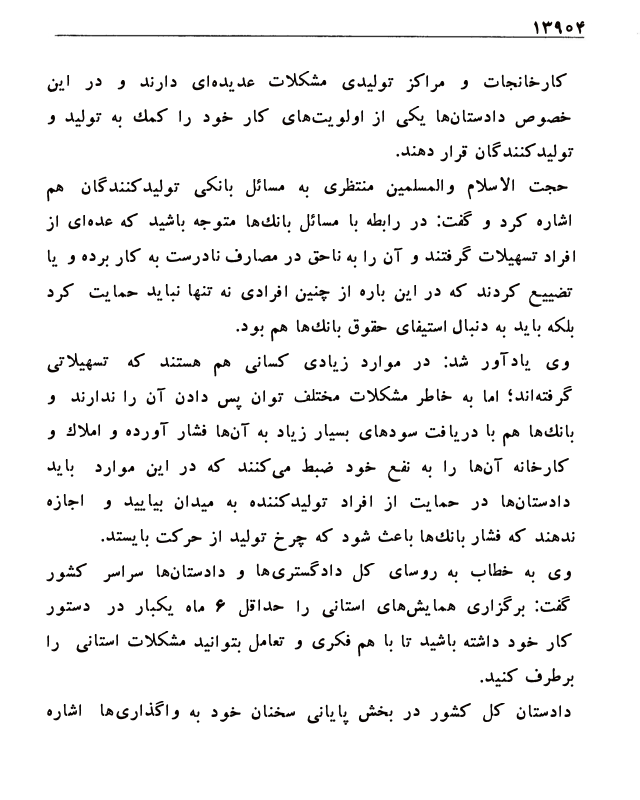 ۱۳۹۰۴
کارخانجات و مراکز تولیدی مشکلات عدیده‌ای دارند و در این
خصوص دادستان‌ها یکی از اولویت‌های کار خود را کمك به تولید و
تولیدکنندگان قرار دهند.
حجت الاسلام والمسلمین منتظری به مسائل بانکی تولیدکنندگان هم
اشاره کرد و گفت: در رابطه با مسائل بانك‌ها متوجه باشید که عده‌ای از
افراد تسهیلات گرفتند و آن را به ناحق در مصارف نادرست به کار برده و یا
تضییع کردند که در این باره از چنین افرادی نه تنها نباید حمایت کرد
بلکه باید به دنبال استیفای حقوق بانك‌ها هم بود.
وی یادآور شد: در موارد زیادی کسانی هم هستند که تسهیلاتی
گرفته‌اند؛ اما به خاطر مشکلات مختلف توان پس دادن آن را ندارند و
بانك‌ها هم با دریافت سودهای بسیار زیاد به آن‌ها فشار آورده و املاك و
کارخانه آن‌ها را به نفع خود ضبط می‌کنند که در این موارد باید
دادستان‌ها در حمایت از افراد تولیدکننده به میدان بیایید و اجازه
ندهند که فشار بانك‌ها باعث شود که چرخ تولید از حرکت بایستد.
وی به خطاب به روسای کل دادگستری‌ها و دادستان‌ها سراسر کشور
گفت: برگزاری همایش‌های استانی را حداقل ۶ ماه یکبار در دستور
کار خود داشته باشید تا با هم فکری و تعامل بتوانید مشکلات استانی را
برطرف کنید.
دادستان کل کشور در بخش پایانی سخنان خود به واگذاری‌ها اشاره